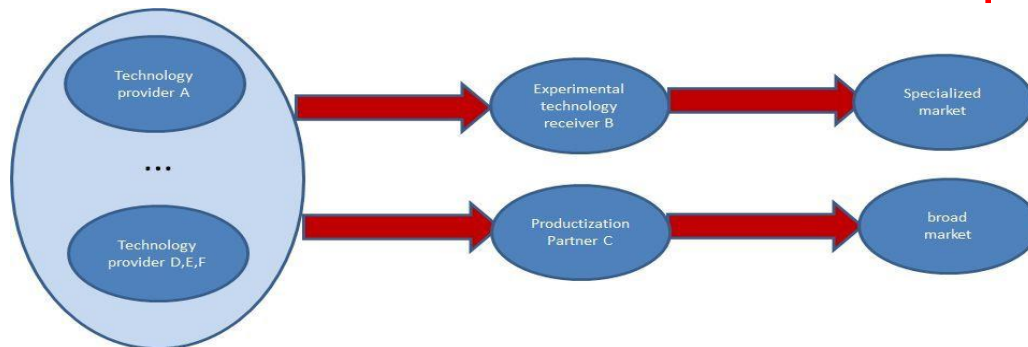 Technology
provider A
...
Technology
provider D,E,F
Experimental
technology
receiver B
Specialized
market
Productization
Partner C
broad
market